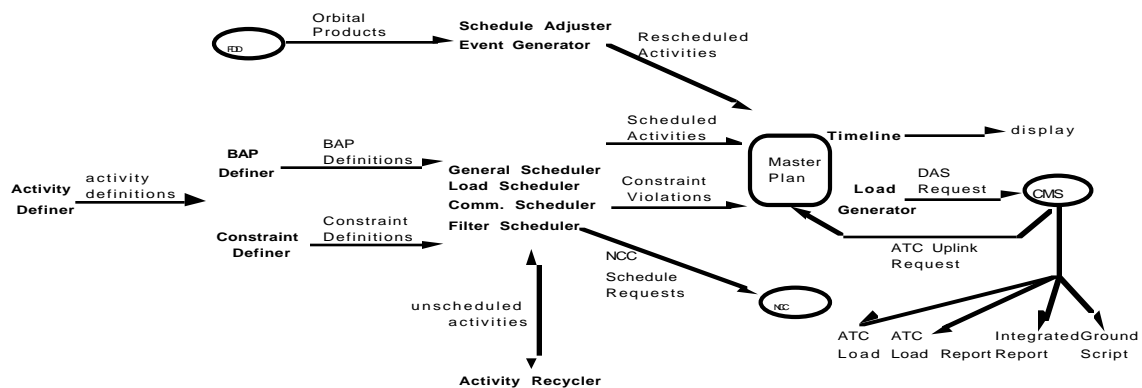 Orbital
Products
FDD
Schedule Adjuster
Event Generator
Rescheduled
Activities
Scheduled
Activities
Timeline
display
BAP
Definer
BAP
Definitions
Master
Plan
General Scheduler
Load Scheduler
Comm. Scheduler
Filter Scheduler
Constraint
Violations
DAS
Request
Load
Generator
CMS
activity
definitions
Activity
Definer
Constraint
Definitions
Constraint
Definer
ATC Uplink
Request
NCC
Schedule
Requests
NCC
unscheduled
activities
ATC
Load
ATC
Load Report
Integrated
Report
Ground
Script
Activity Recycler